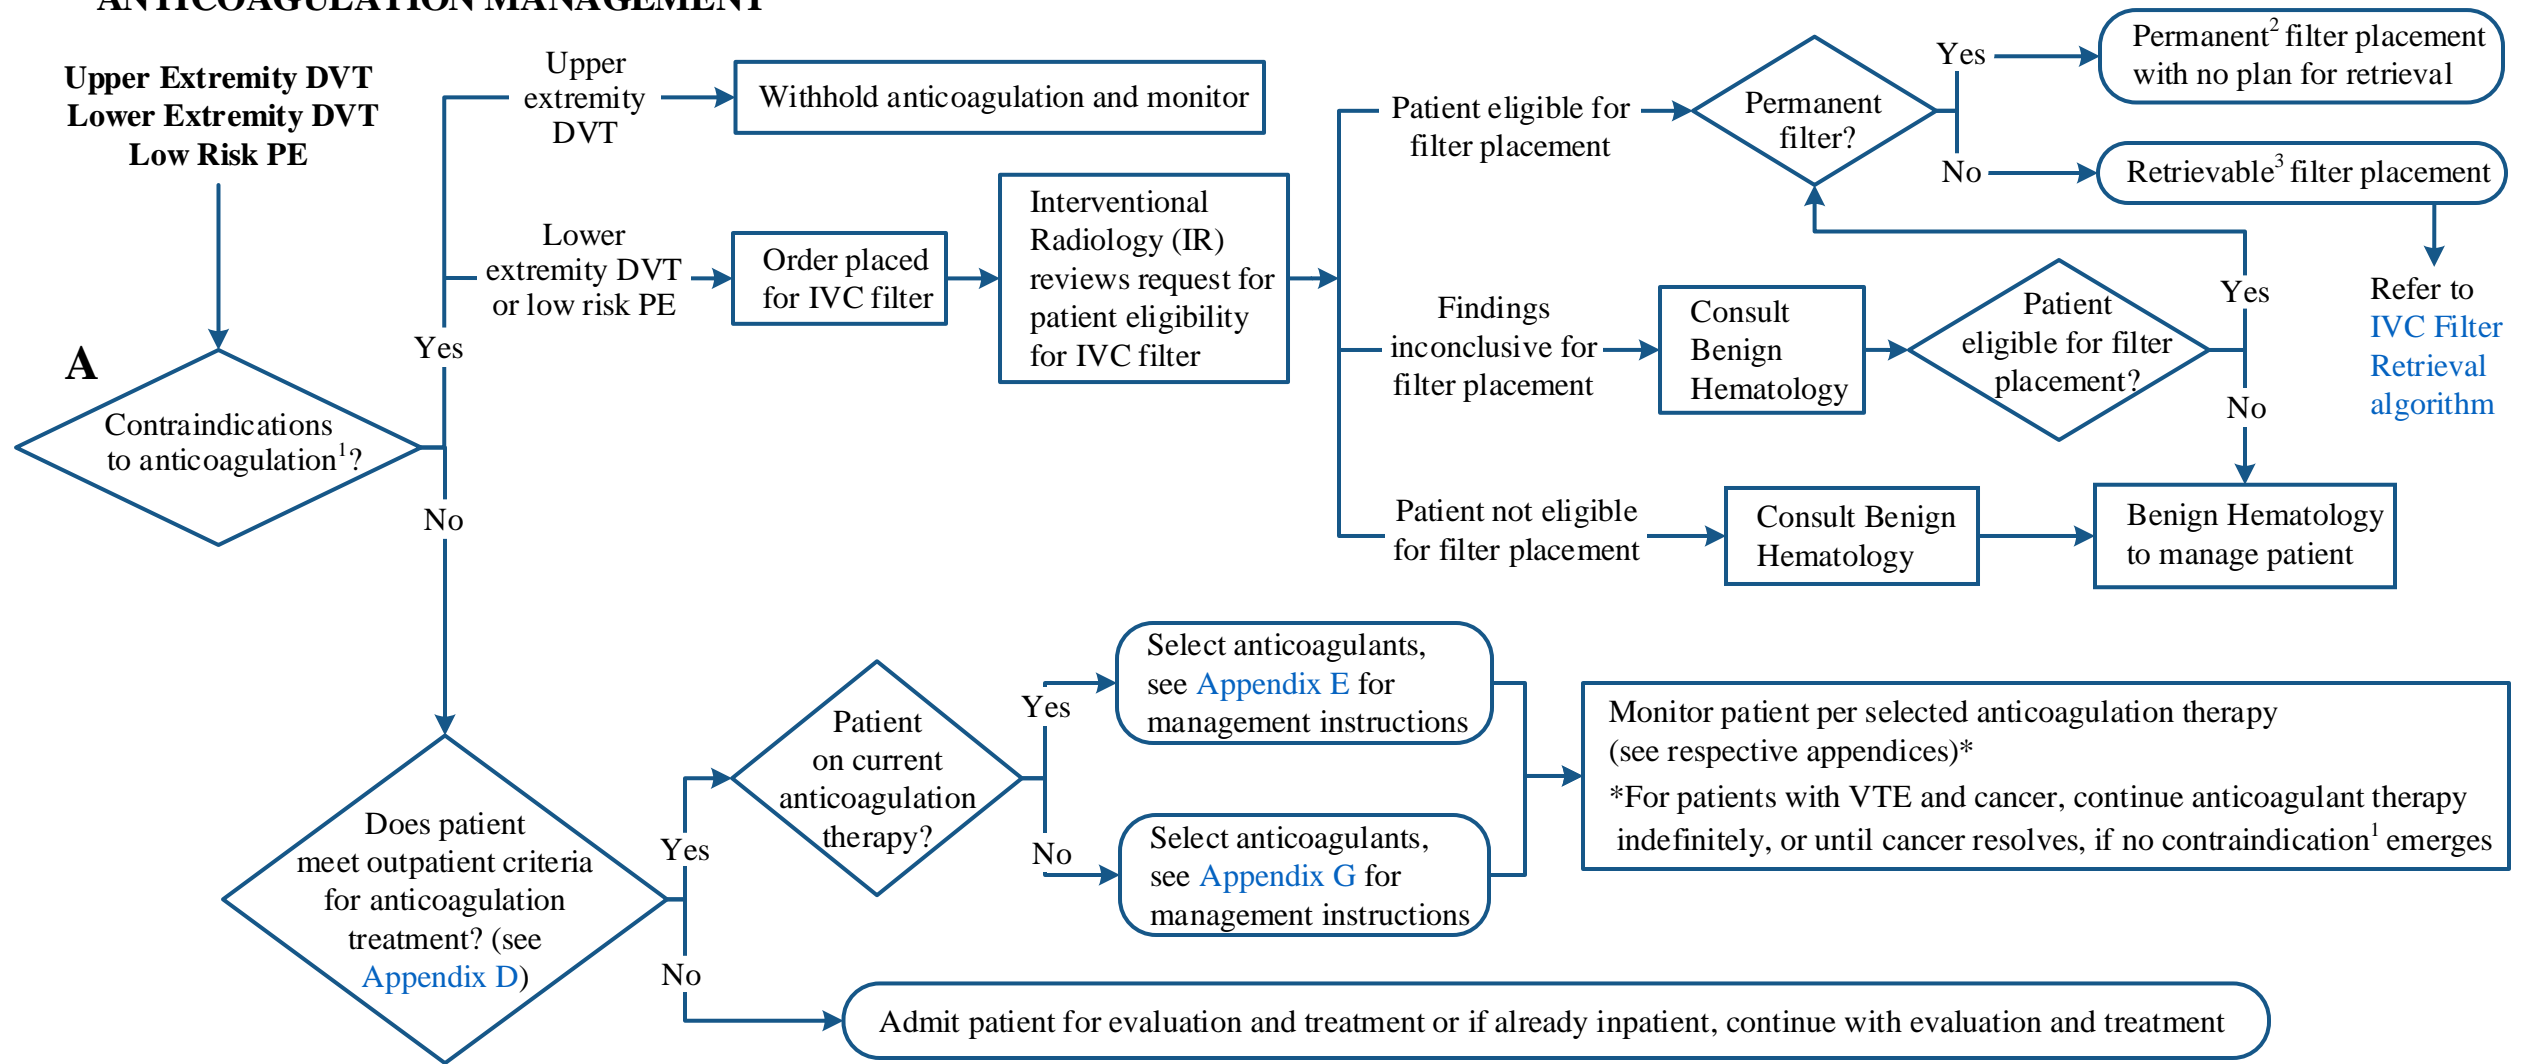 ANTICOAGULATION MANAGEMENT
Upper Extremity DVT
Lower Extremity DVT
Low Risk PE
A
Contraindications
to anticoagulation1?
Yes
No
Upper
extremity
DVT
Withhold anticoagulation and monitor
Lower
extremity DVT
or low risk PE
Order placed
for IVC filter
Interventional
Radiology (IR)
reviews request for
patient eligibility
for IVC filter
Patient eligible for
filter placement
Permanent
filter?
Yes
Permanent2 filter placement
with no plan for retrieval
No
Retrievable3 filter placement
Refer to
IVC Filter
Retrieval
algorithm
Findings
inconclusive for
filter placement
Consult
Benign
Hematology
Patient
eligible for filter
placement?
Yes
No
Patient not eligible
for filter placement
Consult Benign
Hematology
Benign Hematology
to manage patient
Does patient
meet outpatient criteria
for anticoagulation
treatment? (see
Appendix D)
Yes
No
Patient
on current
anticoagulation
therapy?
Yes
Select anticoagulants,
see Appendix E for
management instructions
No
Select anticoagulants,
see Appendix G for
management instructions
Monitor patient per selected anticoagulation therapy
(see respective appendices)*
*For patients with VTE and cancer, continue anticoagulant therapy
indefinitely, or until cancer resolves, if no contraindication1 emerges
Admit patient for evaluation and treatment or if already inpatient, continue with evaluation and treatment